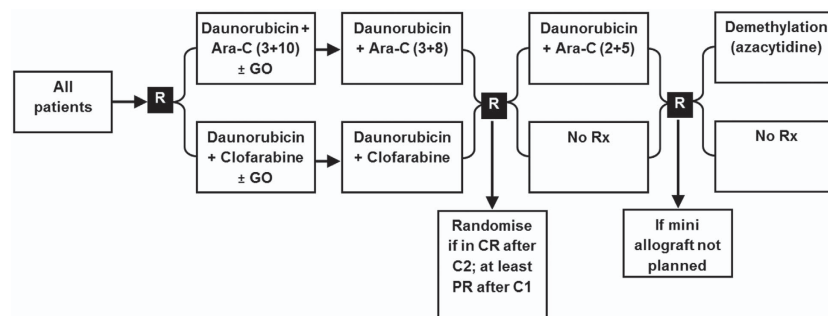 All
patients
R
Daunorubicin +
Ara-C (3+10)
± GO
Daunorubicin
+ Clofarabine
± GO
Daunorubicin
+ Ara-C (3+8)
Daunorubicin
+ Clofarabine
R
Randomise
if in CR after
C2; at least
PR after C1
Daunorubicin
+ Ara-C (2+5)
No Rx
R
If mini
allograft not
planned
Demethylation
(azacytidine)
No Rx